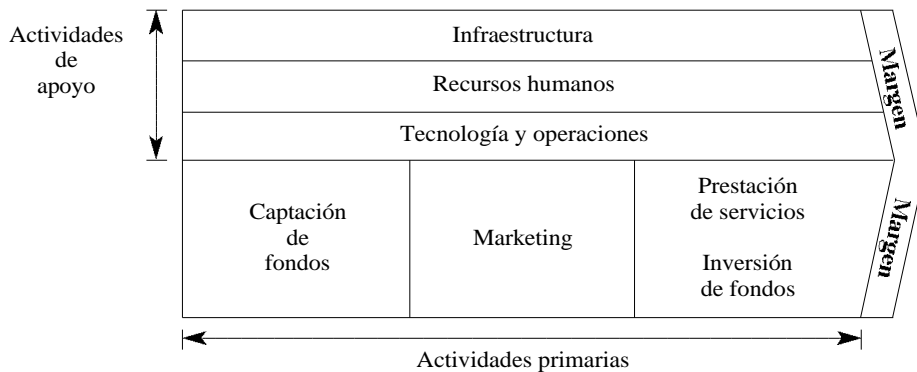 Actividades
de
apoyo
Infraestructura
Recursos humanos
Tecnología y operaciones
Margen
Captación
de
fondos
Marketing
Prestación
de servicios
Inversión
de fondos
Margen
Actividades primarias